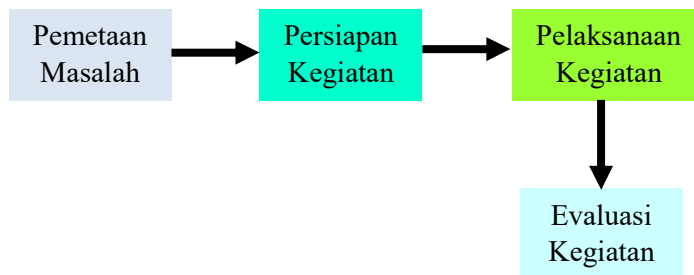 Pemetaan
Masalah
Persiapan
Kegiatan
Pelaksanaan
Kegiatan
Evaluasi
Kegiatan